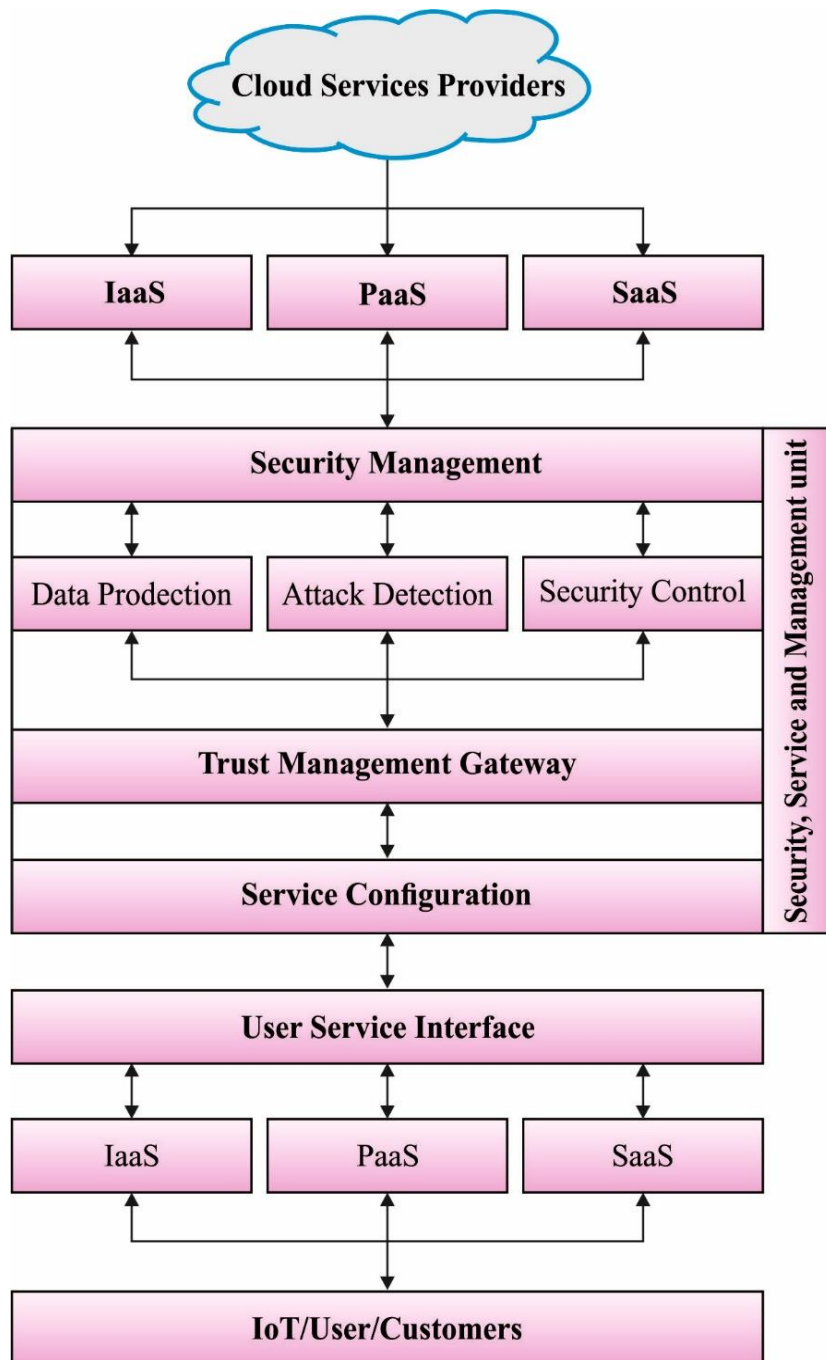 Cloud Services Providers
IaaS
PaaS
SaaS
Security Management
Data Prodection
Attack Detection
Security Control
Trust Management Gateway
Service Configuration
Security, Service and Management unit
User Service Interface
IaaS
PaaS
SaaS
IoT/User/Customers